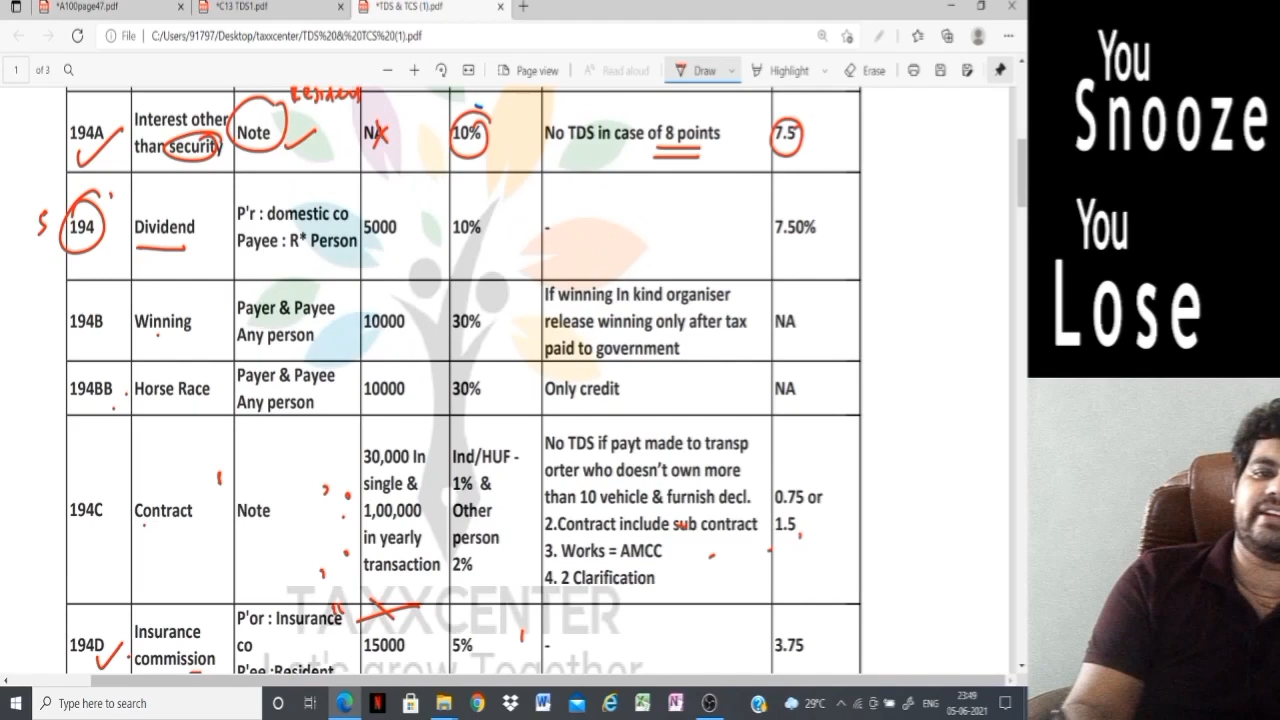 *A100page47.pdf
*C13 TDS1.pdf
*TDS & TCS (1).pdf
File
C:/Users/91797/Desktop/taxxcenter/TDS%20&%20TCS%20(1).pdf
1 of 3
Page view
Read aloud
Draw
Highlight
Erase
Resident
194A
Interest other
than security
Note
NA
10%
No TDS in case of 8 points
7.5
S
194
Dividend
P'r : domestic co
Payee : R* Person
5000
10%
-
7.50%
194B
Winning
Payer & Payee
Any person
10000
30%
If winning In kind organiser
release winning only after tax
paid to government
NA
194BB
Horse Race
Payer & Payee
Any person
10000
30%
Only credit
NA
194C
Contract
Note
30,000 In
single &
1,00,000
in yearly
transaction
Ind/HUF -
1% &
Other
person
2%
No TDS if payt made to transp
orter who doesn't own more
than 10 vehicle & furnish decl.
2.Contract include sub contract
3. Works = AMCC
4. 2 Clarification
0.75 or
1.5
194D
Insurance
commission
P'or : Insurance
co
P'ee :Resident
15000
5%
-
3.75
TAXXCENTER
Let's grow Together
You
Snooze
You
Lose
Type here to search
29°C
ENG
23:49
05-06-2021